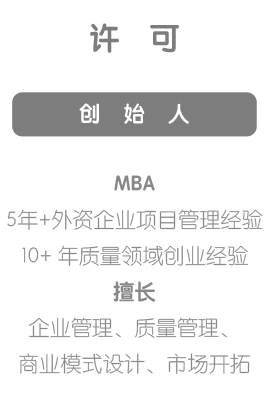 许 可
创 始 人
MBA
5年+外资企业项目管理经验
10+ 年质量领域创业经验
擅长
企业管理、质量管理、
商业模式设计、市场开拓